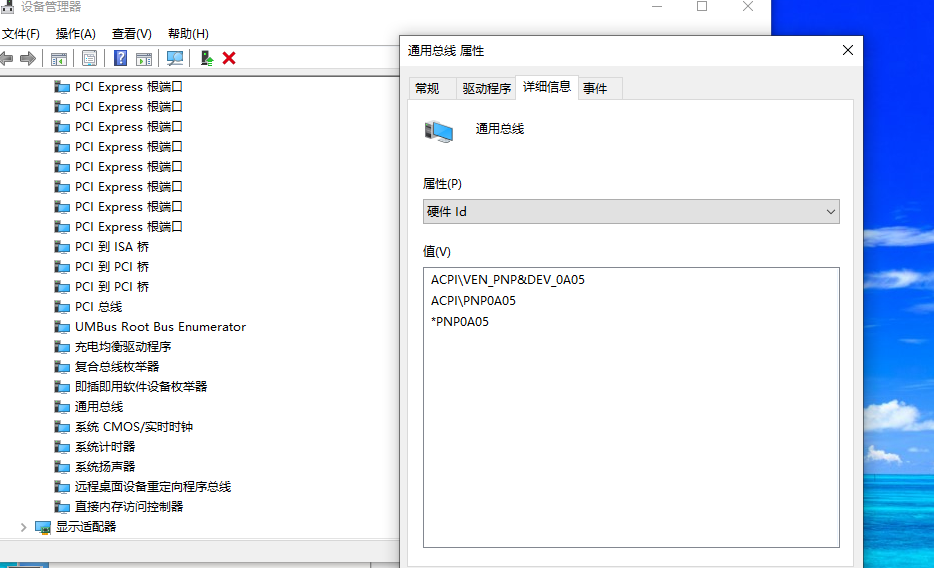 设备管理器
文件(F) 操作(A) 查看(V) 帮助(H)
PCI Express 根端口
PCI Express 根端口
PCI Express 根端口
PCI Express 根端口
PCI Express 根端口
PCI Express 根端口
PCI Express 根端口
PCI Express 根端口
PCI 到 ISA 桥
PCI 到 PCI 桥
PCI 到 PCI 桥
PCI 总线
UMBus Root Bus Enumerator
充电均衡驱动程序
复合总线枚举器
即插即用软件设备枚举器
通用总线
系统 CMOS/实时时钟
系统计时器
系统扬声器
远程桌面设备重定向程序总线
直接内存访问控制器
显示适配器
通用总线 属性
常规 驱动程序 详细信息 事件
通用总线
属性(P)
硬件 Id
值(V)
ACPI\VEN_PNP&DEV_0A05
ACPI\PNP0A05
*PNP0A05